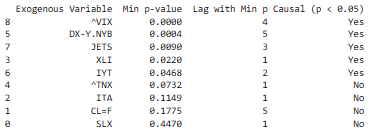 Exogenous Variable Min p-value Lag with Min p Causal (p < 0.05)
8 ^VIX 0.0000 4 Yes
5 DX-Y.NYB 0.0004 5 Yes
7 JETS 0.0090 3 Yes
3 XLI 0.0220 1 Yes
6 IYT 0.0468 2 Yes
4 ^TNX 0.0732 1 No
2 ITA 0.1149 1 No
1 CL=F 0.1775 5 No
0 SLX 0.4470 1 No